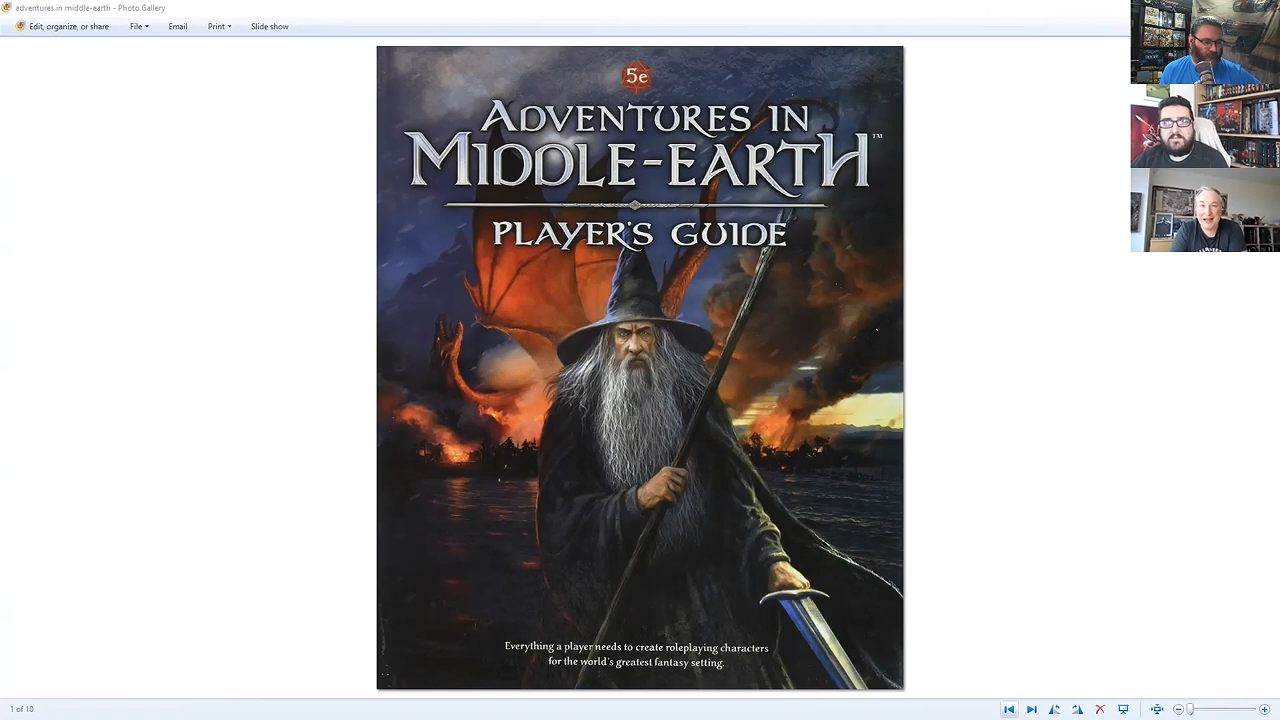 adventures in middle-earth - Photo Gallery
Edit, organize, or share File Email Print Slide show
5e
ADVENTURES IN
MIDDLE-EARTH™
PLAYER'S GUIDE
Everything a player needs to create roleplaying characters
for the world's greatest fantasy setting.
1 of 10